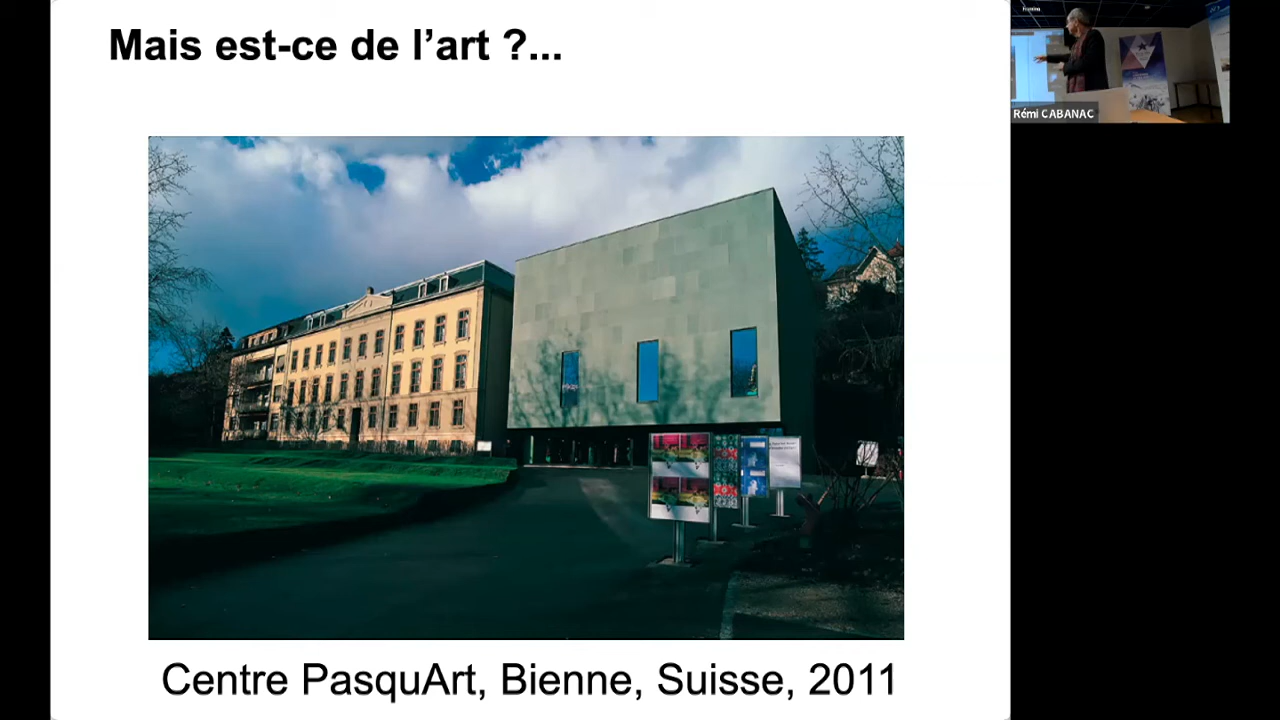 Mais est-ce de l’art ?...
Rémi CABANAC
Centre PasquArt, Bienne, Suisse, 2011